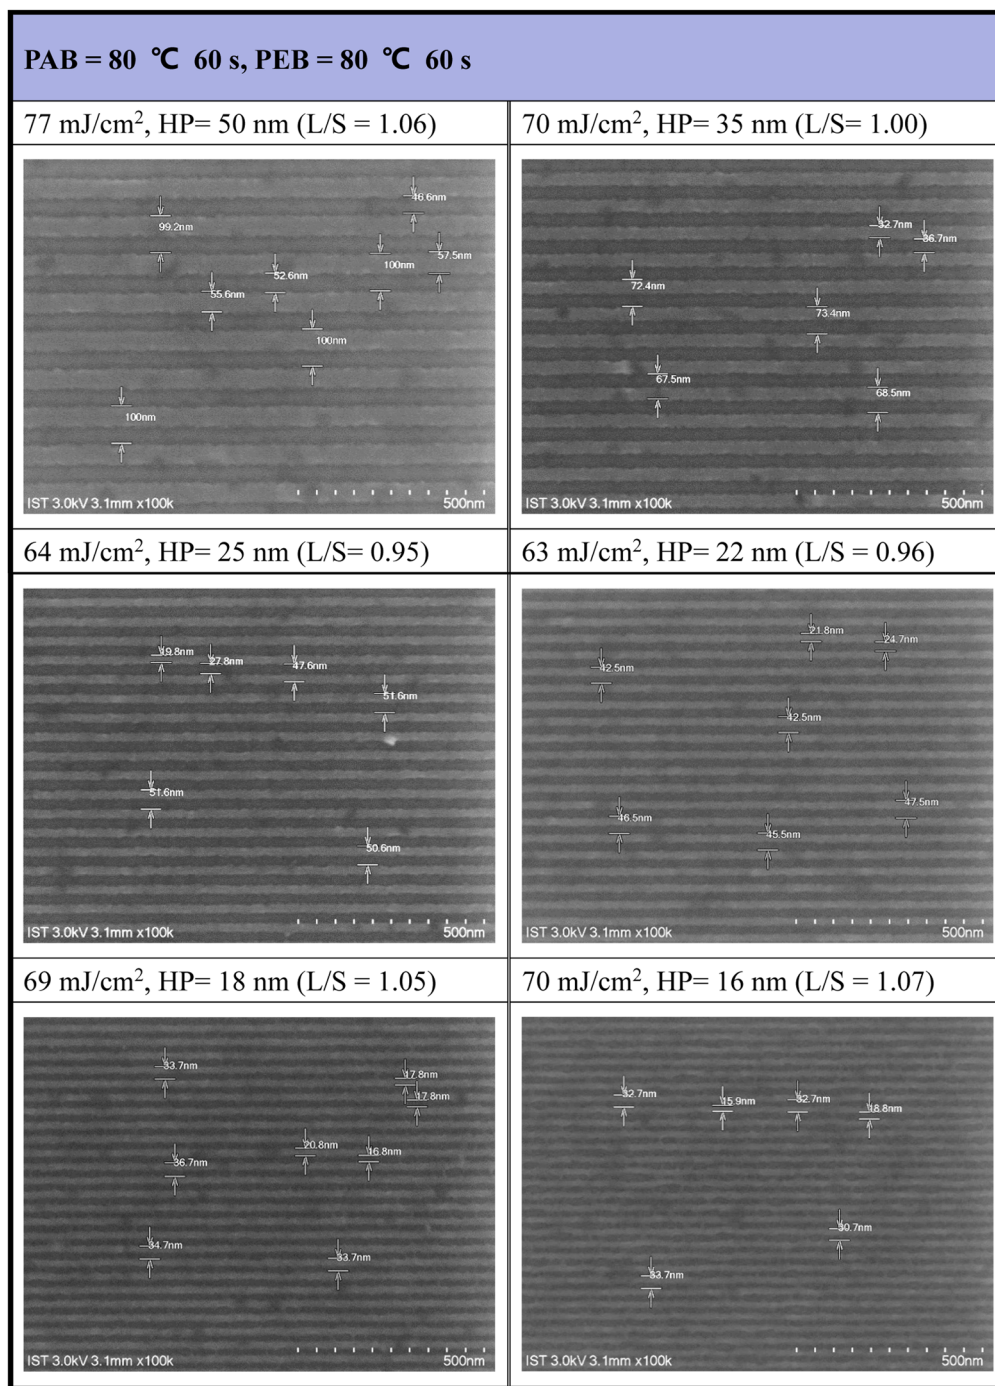 PAB = 80 ℃ 60 s, PEB = 80 ℃ 60 s
77 mJ/cm², HP= 50 nm (L/S = 1.06)
70 mJ/cm², HP= 35 nm (L/S= 1.00)
46.6nm
99.2nm
57.5nm
100nm
52.6nm
55.6nm
100nm
100nm
IST 3.0kV 3.1mm x100k
500nm
32.7nm
36.7nm
72.4nm
73.4nm
67.5nm
68.5nm
IST 3.0kV 3.1mm x100k
500nm
64 mJ/cm², HP= 25 nm (L/S= 0.95)
63 mJ/cm², HP= 22 nm (L/S = 0.96)
19.8nm
27.8nm
47.6nm
51.6nm
51.6nm
50.6nm
IST 3.0kV 3.1mm x100k
500nm
21.8nm
24.7nm
42.5nm
42.5nm
47.5nm
46.5nm
45.5nm
IST 3.0kV 3.1mm x100k
500nm
69 mJ/cm², HP= 18 nm (L/S = 1.05)
70 mJ/cm², HP= 16 nm (L/S = 1.07)
33.7nm
17.8nm
17.8nm
20.8nm
16.8nm
36.7nm
34.7nm
33.7nm
IST 3.0kV 3.1mm x100k
500nm
32.7nm
15.9nm
32.7nm
18.8nm
30.7nm
33.7nm
IST 3.0kV 3.1mm x100k
500nm